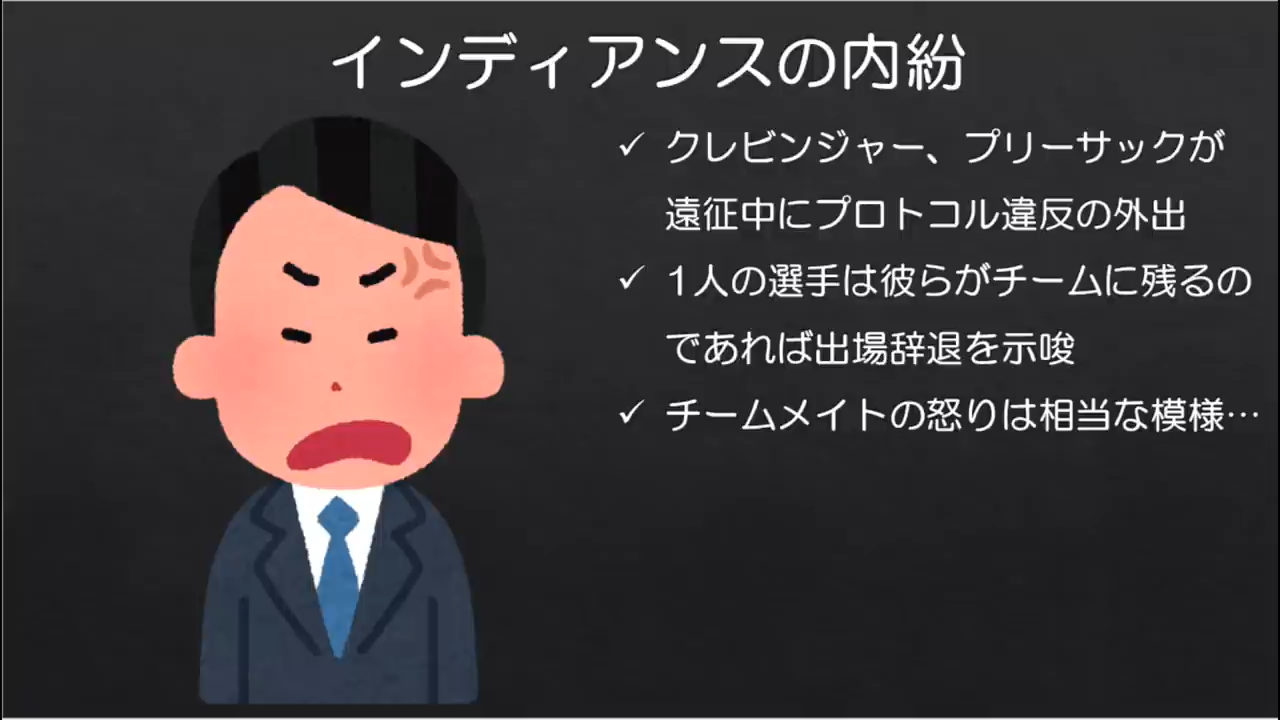 インディアンスの内紛
✓ クレビンジャー、プリーサックが
遠征中にプロトコル違反の外出
✓ 1人の選手は彼らがチームに残るの
であれば出場辞退を示唆
✓ チームメイトの怒りは相当な模様…